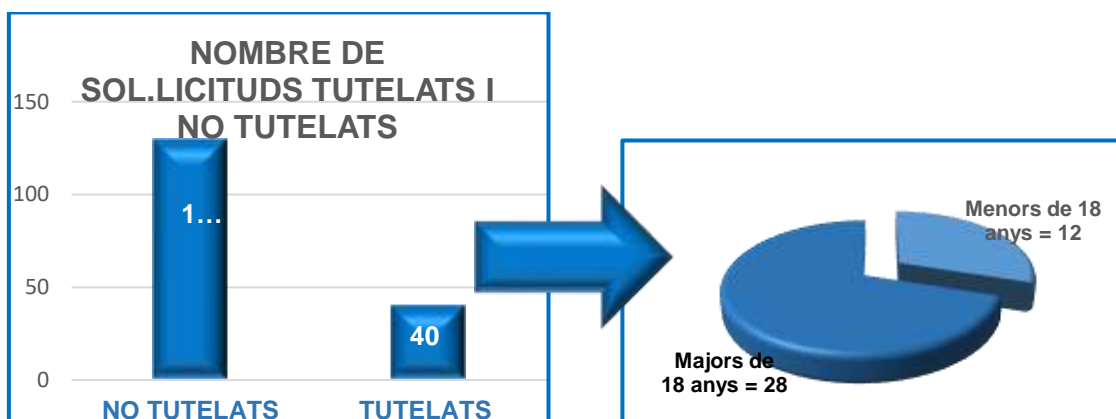 NOMBRE DE
SOL.LICITUDS TUTELATS I
NO TUTELATS
150
100
50
0
1…
40
NO TUTELATS
TUTELATS
Menors de 18
anys = 12
Majors de
18 anys = 28